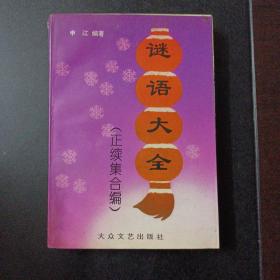 申江 编著
谜语大全
（正续集合编）
大众文艺出版社